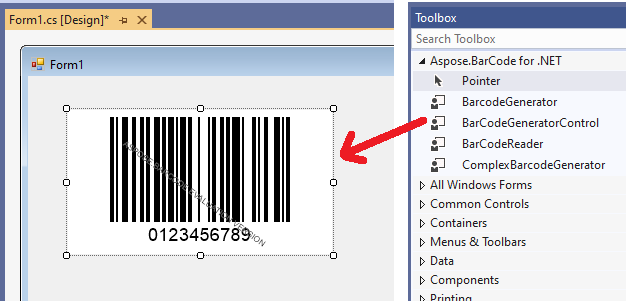 Form1.cs [Design]*
Form1
ASPOSE.BARCODE EVALUATION VERSION
0123456789
Toolbox
Search Toolbox
Aspose.BarCode for .NET
Pointer
BarcodeGenerator
BarCodeGeneratorControl
BarCodeReader
ComplexBarcodeGenerator
All Windows Forms
Common Controls
Containers
Menus & Toolbars
Data
Components
Printing